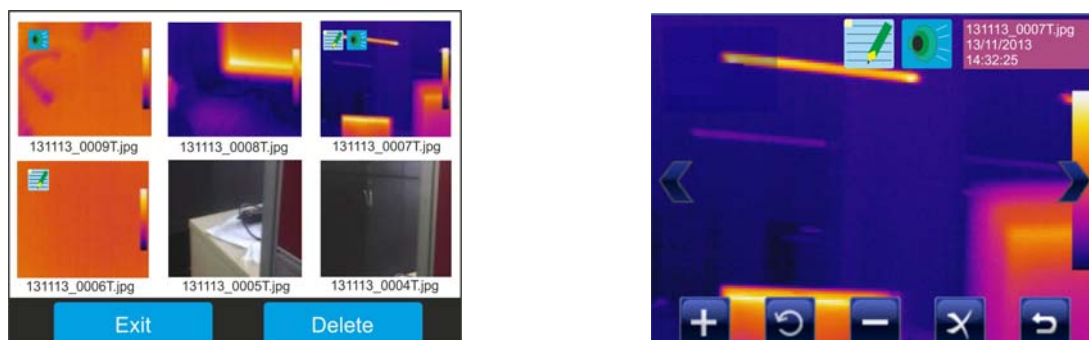 131113_0009T.jpg
131113_0008T.jpg
131113_0007T.jpg
131113_0006T.jpg
131113_0005T.jpg
131113_0004T.jpg
Exit
Delete
131113_0007T.jpg
13/11/2013
14:32:25